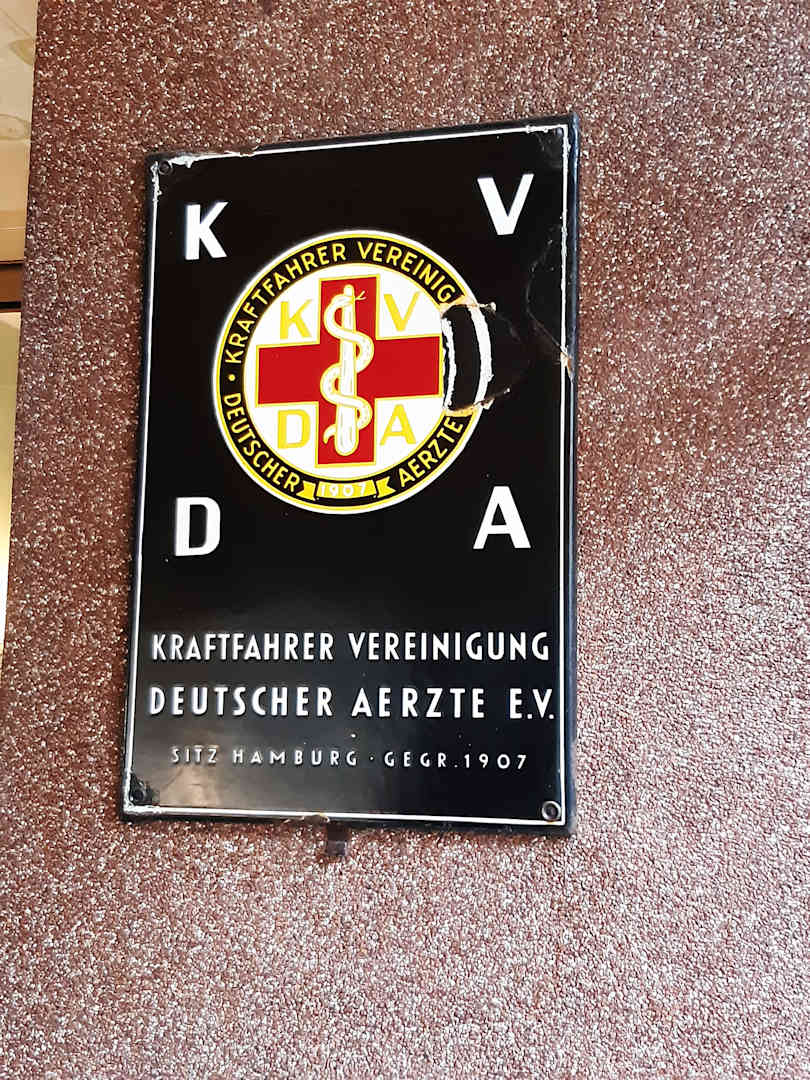 K V
KRAFTFAHRER VEREINIG
K V
D A
DEUTSCHER AERZTE
1907
D A
KRAFTFAHRER VEREINIGUNG
DEUTSCHER AERZTE E.V.
SITZ HAMBURG · GEGR. 1907